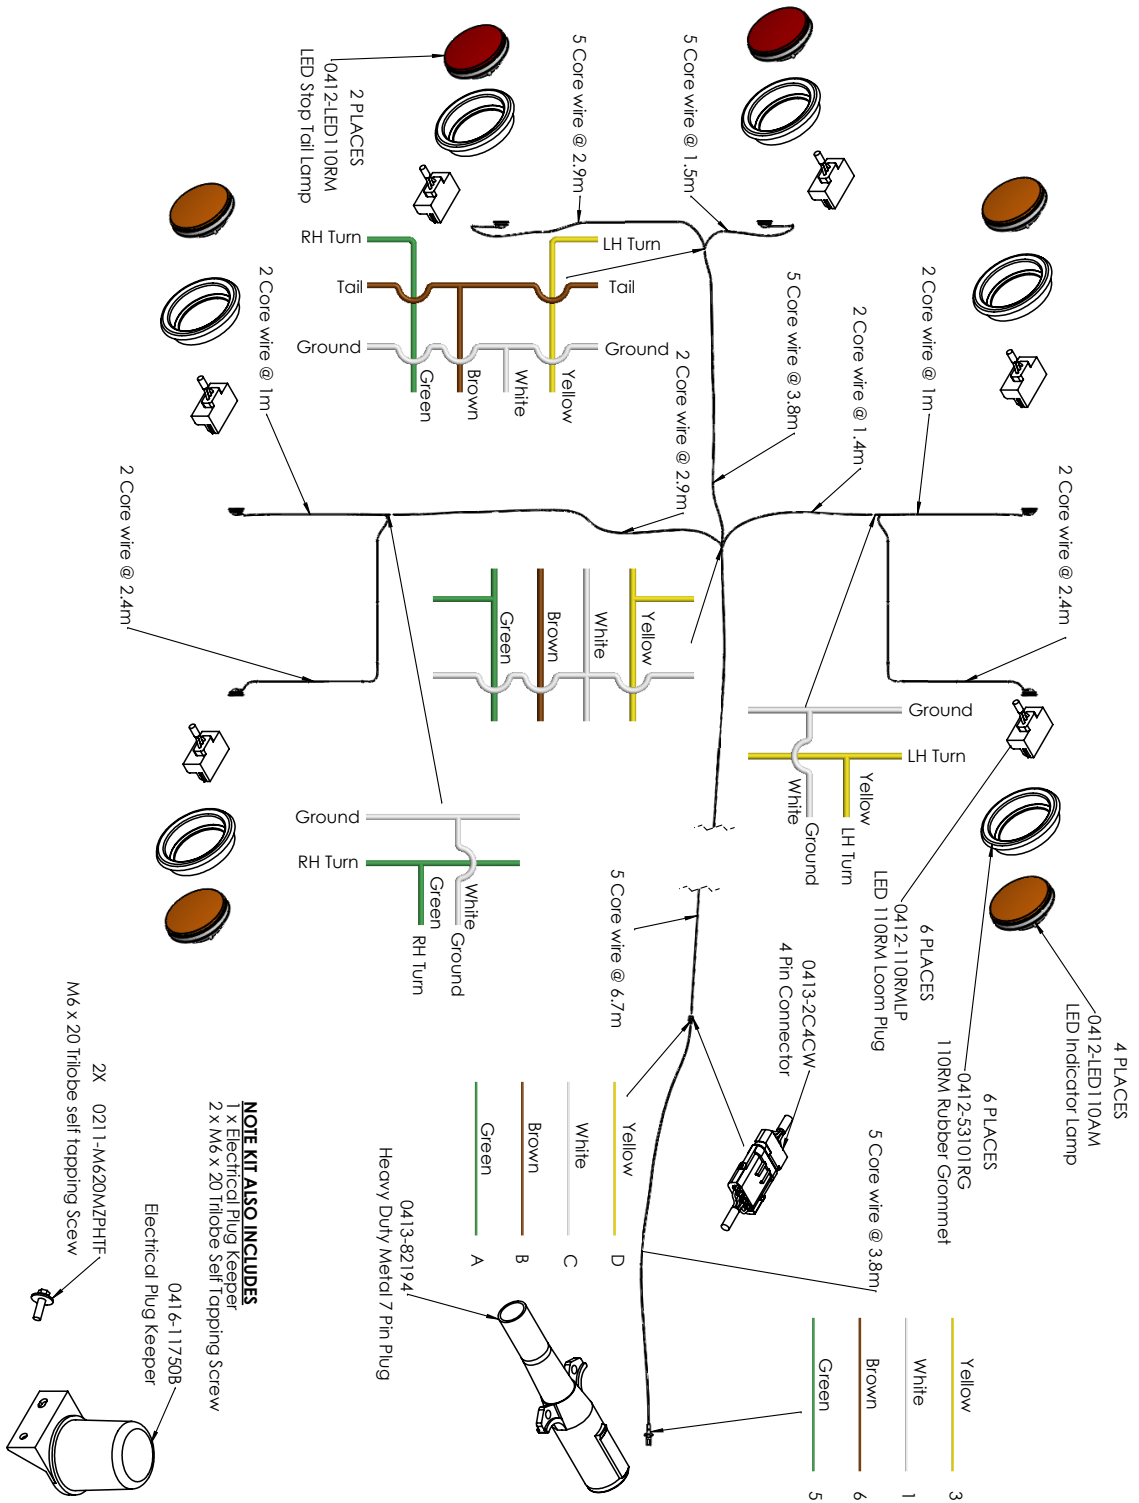 5 Core wire @ 2.9m
5 Core wire @ 1.5m
2 PLACES
0412-LED110RM
LED Stop Tail Lamp
RH Turn
LH Turn
Tail
Tail
Ground
Ground
Green
Brown
White
Yellow
2 Core wire @ 1m
2 Core wire @ 2.9m
5 Core wire @ 3.8m
2 Core wire @ 1.4m
2 Core wire @ 1m
2 Core wire @ 2.4m
2 Core wire @ 2.4m
Green
Brown
White
Yellow
Ground
LH Turn
Yellow
White
Ground
LH Turn
Ground
RH Turn
White
Green
Ground
RH Turn
5 Core wire @ 6.7m
6 PLACES
0412-110RMLP
LED 110RM Loom Plug
6 PLACES
0412-53101RG
110RM Rubber Grommet
4 PLACES
0412-LED110AM
LED Indicator Lamp
0413-2C4CW
4 Pin Connector
5 Core wire @ 3.8m
Yellow
D
White
C
Brown
B
Green
A
0413-82194
Heavy Duty Metal 7 Pin Plug
Yellow
3
White
1
Brown
6
Green
5
NOTE KIT ALSO INCLUDES
1 x Electrical Plug Keeper
2 x M6 x 20 Trilobe Self Tapping Screw
2X 0211-M620MZPHTF
M6 x 20 Trilobe self tapping Scew
0416-11750B
Electrical Plug Keeper